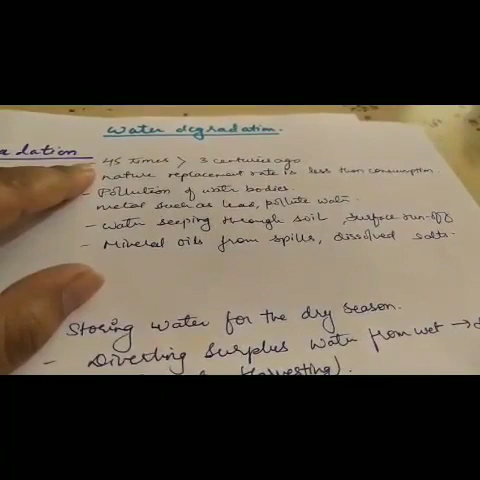 Water degradation.
dation
45 times > 3 centuries ago
nature replacement rate is less than consumption.
- Pollution of water bodies.
metal such as lead, pollute water.
- Water seeping through soil, surface run-off
- Mineral oils from spills, dissolved salts.
Storing water for the dry season.
- Diverting surplus water from wet →
Harvesting).